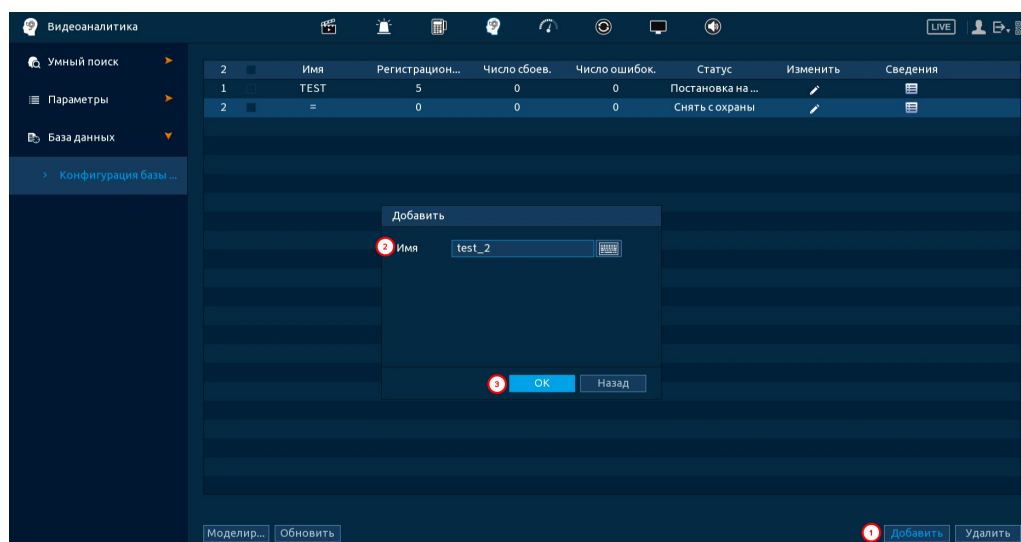 Видеоаналитика
LIVE
Умный поиск
Параметры
База данных
Конфигурация базы ...
2 Имя Регистрацион... Число сбоев. Число ошибок. Статус Изменить Сведения
1 TEST 5 0 0 Постановка на ...
2 = 0 0 0 Снять с охраны
Добавить
2 Имя test_2
3 OK Назад
Моделир... Обновить 1 Добавить Удалить